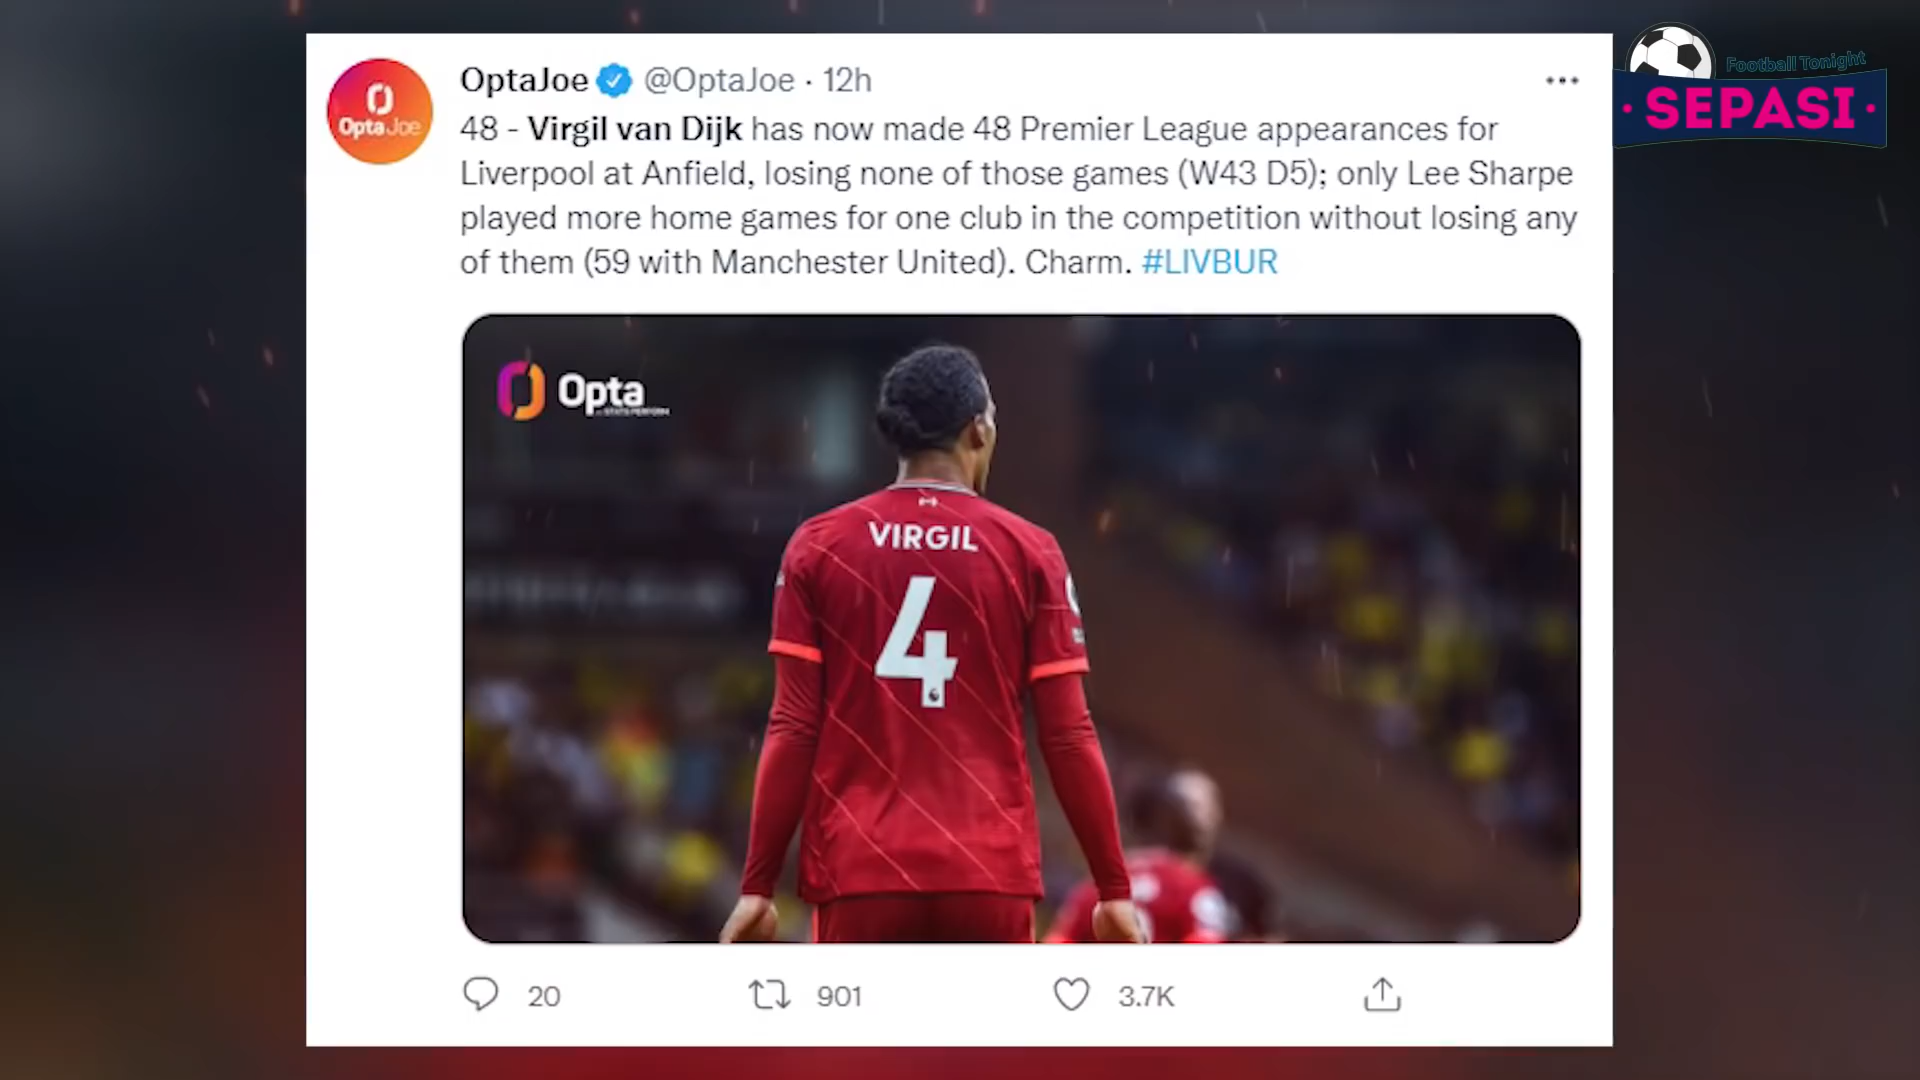 Football Tonight
SEPASI
OptaJoe @OptaJoe · 12h
OptaJoe
48 - Virgil van Dijk has now made 48 Premier League appearances for
Liverpool at Anfield, losing none of those games (W43 D5); only Lee Sharpe
played more home games for one club in the competition without losing any
of them (59 with Manchester United). Charm. #LIVBUR
Opta
VIRGIL
4
20
901
3.7K